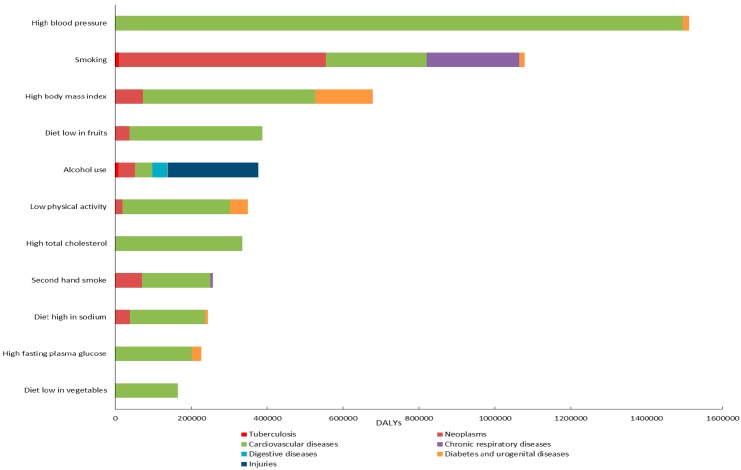 High blood pressure
Smoking
High body mass index
Diet low in fruits
Alcohol use
Low physical activity
High total cholesterol
Second hand smoke
Diet high in sodium
High fasting plasma glucose
Diet low in vegetables
0 200000 400000 600000 800000 1000000 1200000 1400000 1600000
DALYs
Tuberculosis Neoplasms
Cardiovascular diseases Chronic respiratory diseases
Digestive diseases Diabetes and urogenital diseases
Injuries